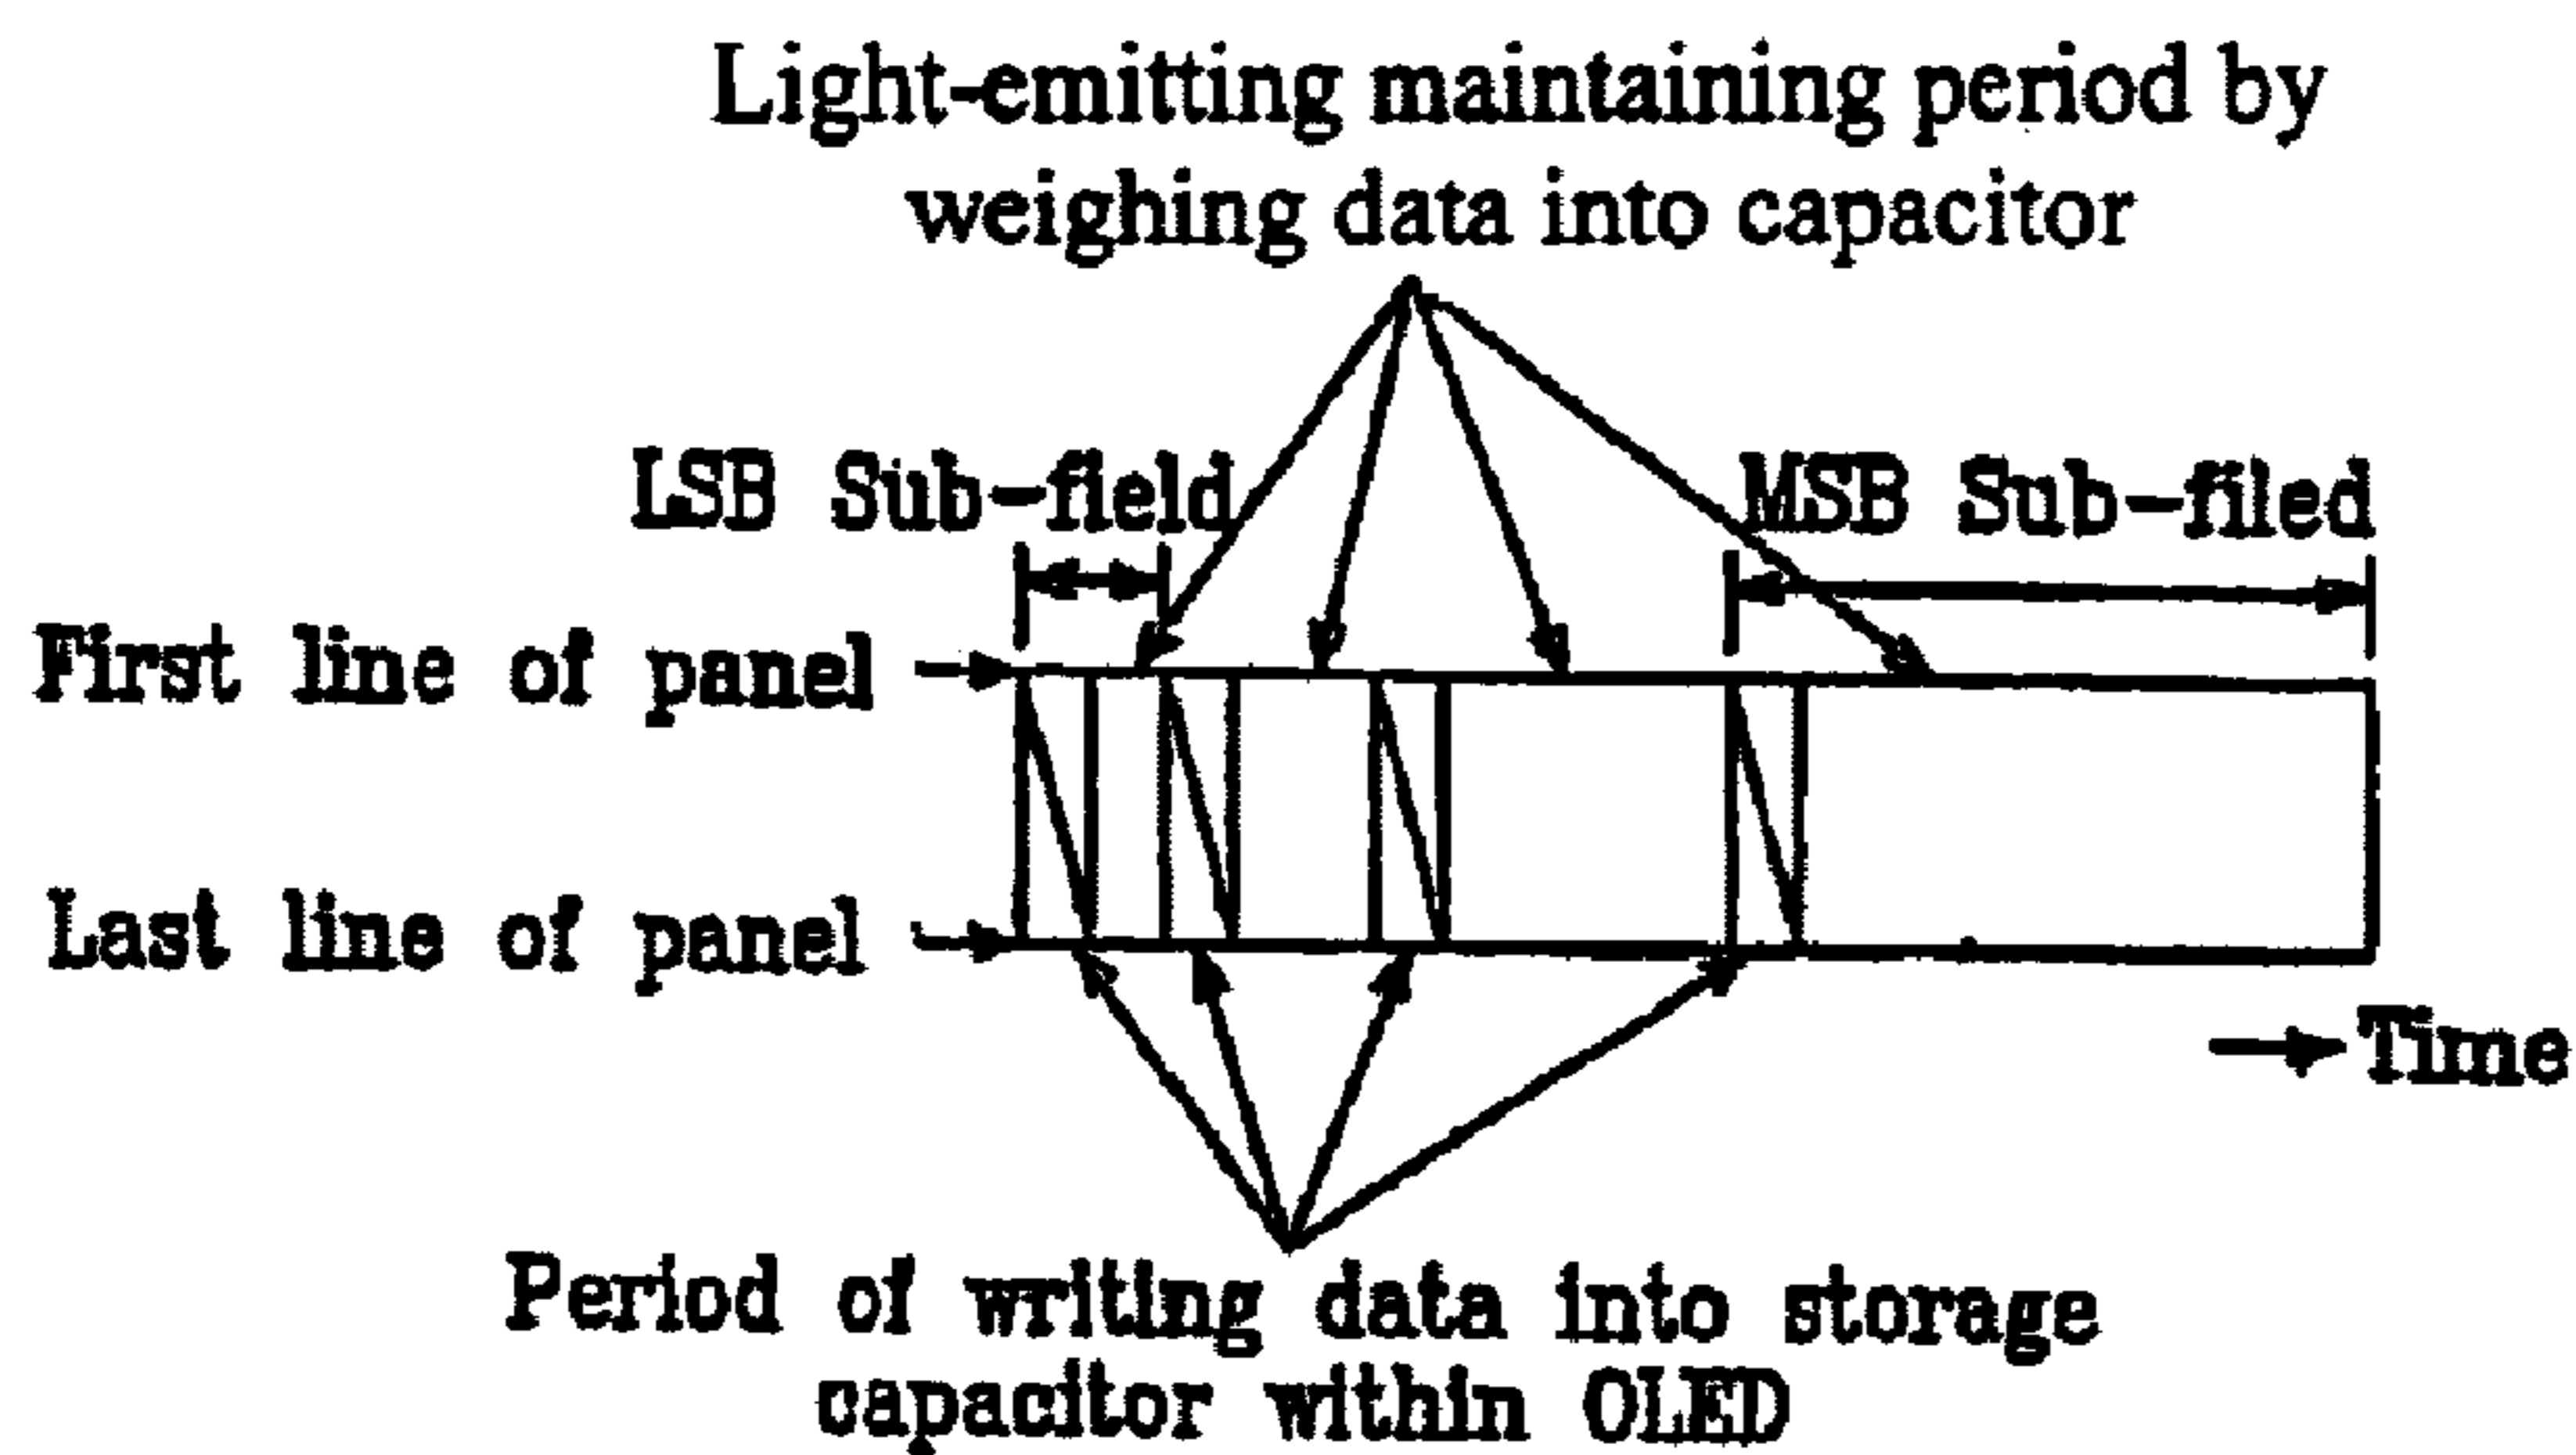 Light-emitting maintaining period by
weighing data into capacitor
LSB Sub-field
MSB Sub-filed
First line of panel
Last line of panel
Time
Period of writing data into storage
capacitor within OLED